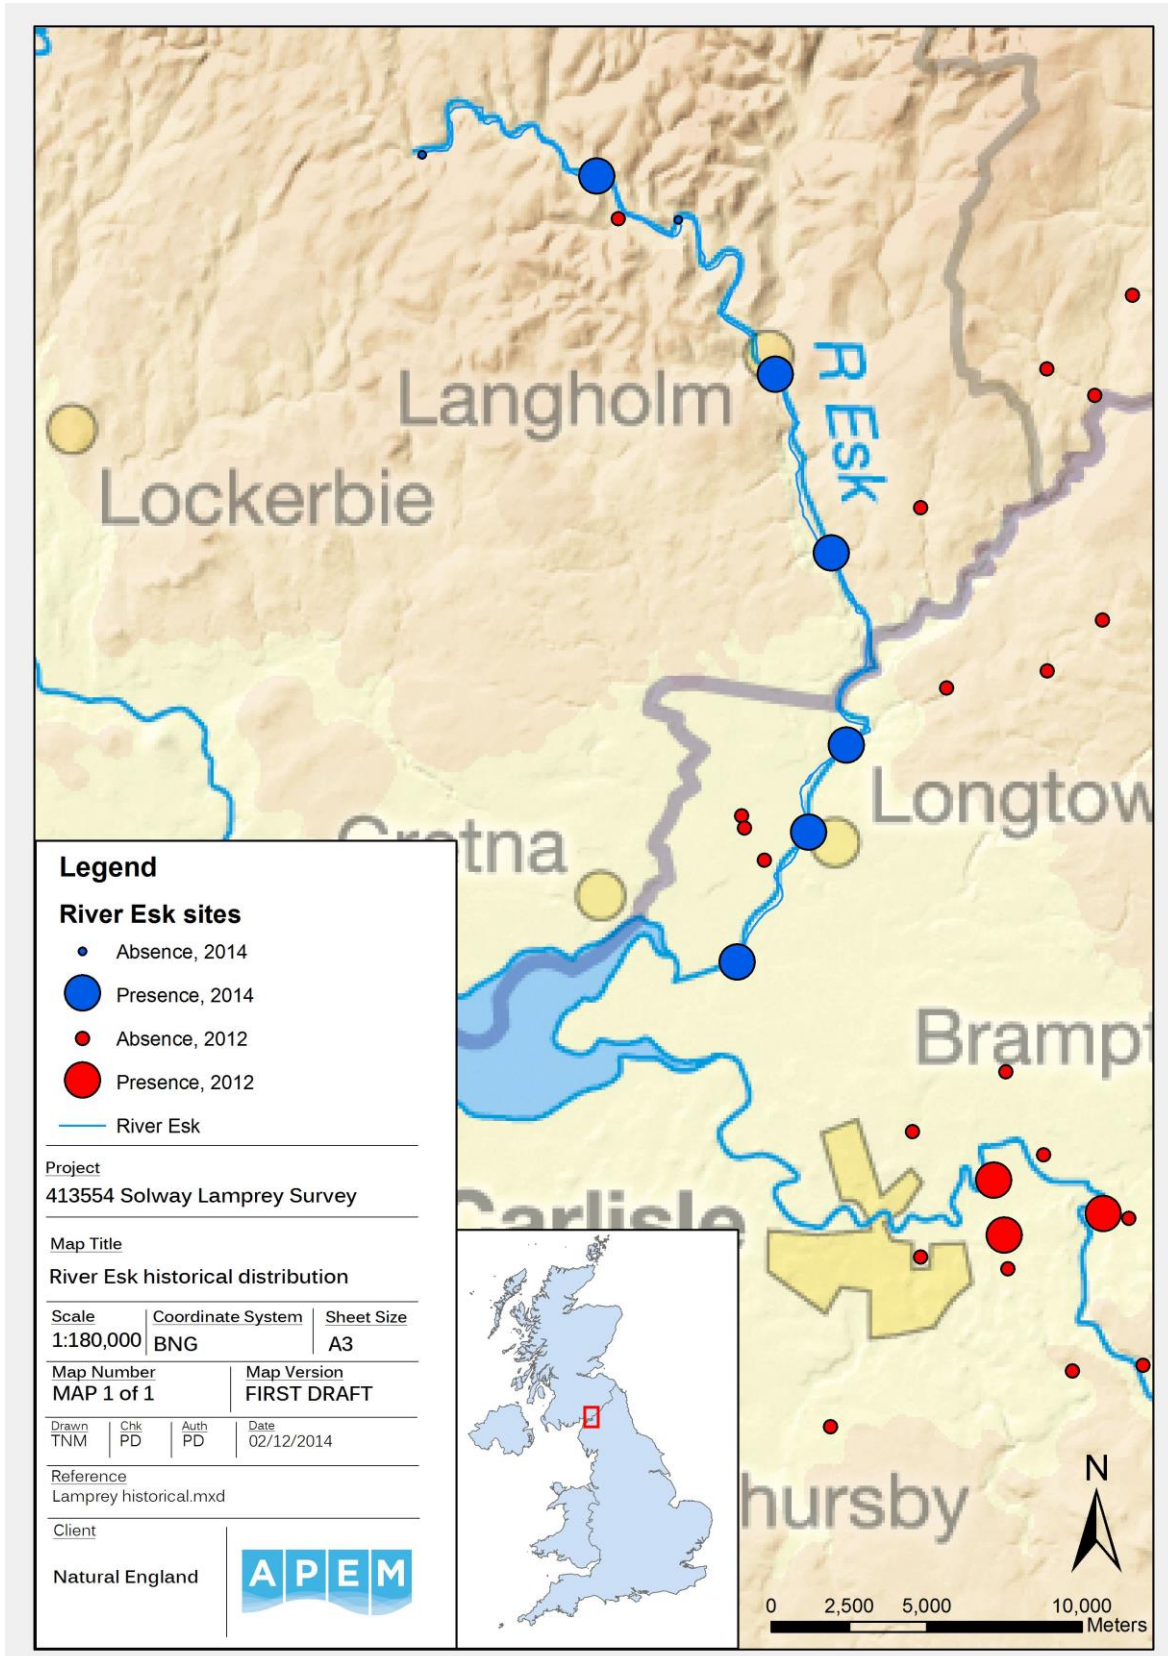 Langholm
R Esk
Lockerbie
Longtow
Gretna
Brampt
Carlisle
hursby
Legend
River Esk sites
Absence, 2014
Presence, 2014
Absence, 2012
Presence, 2012
River Esk
Project
413554 Solway Lamprey Survey
Map Title
River Esk historical distribution
Scale Coordinate System Sheet Size
1:180,000 BNG A3
Map Number Map Version
MAP 1 of 1 FIRST DRAFT
Drawn Chk Auth Date
TNM PD PD 02/12/2014
Reference
Lamprey historical.mxd
Client
Natural England
APEM
N
0 2,500 5,000 10,000
Meters